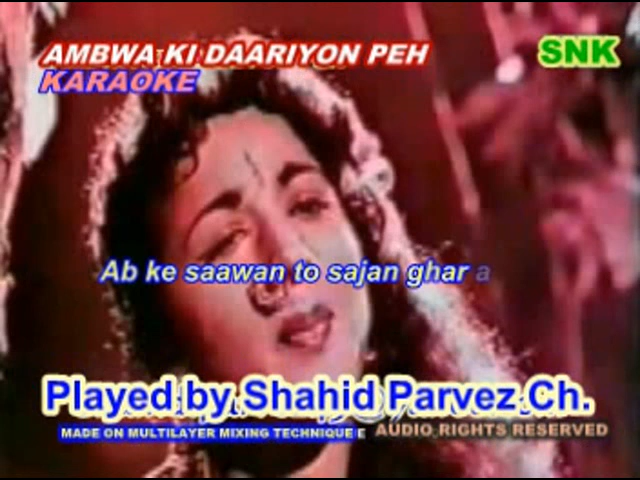 AMBWA KI DAARIYON PEH
SNK
KARAOKE
Ab ke saawan to sajan ghar a
Played by Shahid Parvez Ch.
MADE ON MULTILAYER MIXING TECHNIQUE E
AUDIO RIGHTS RESERVED